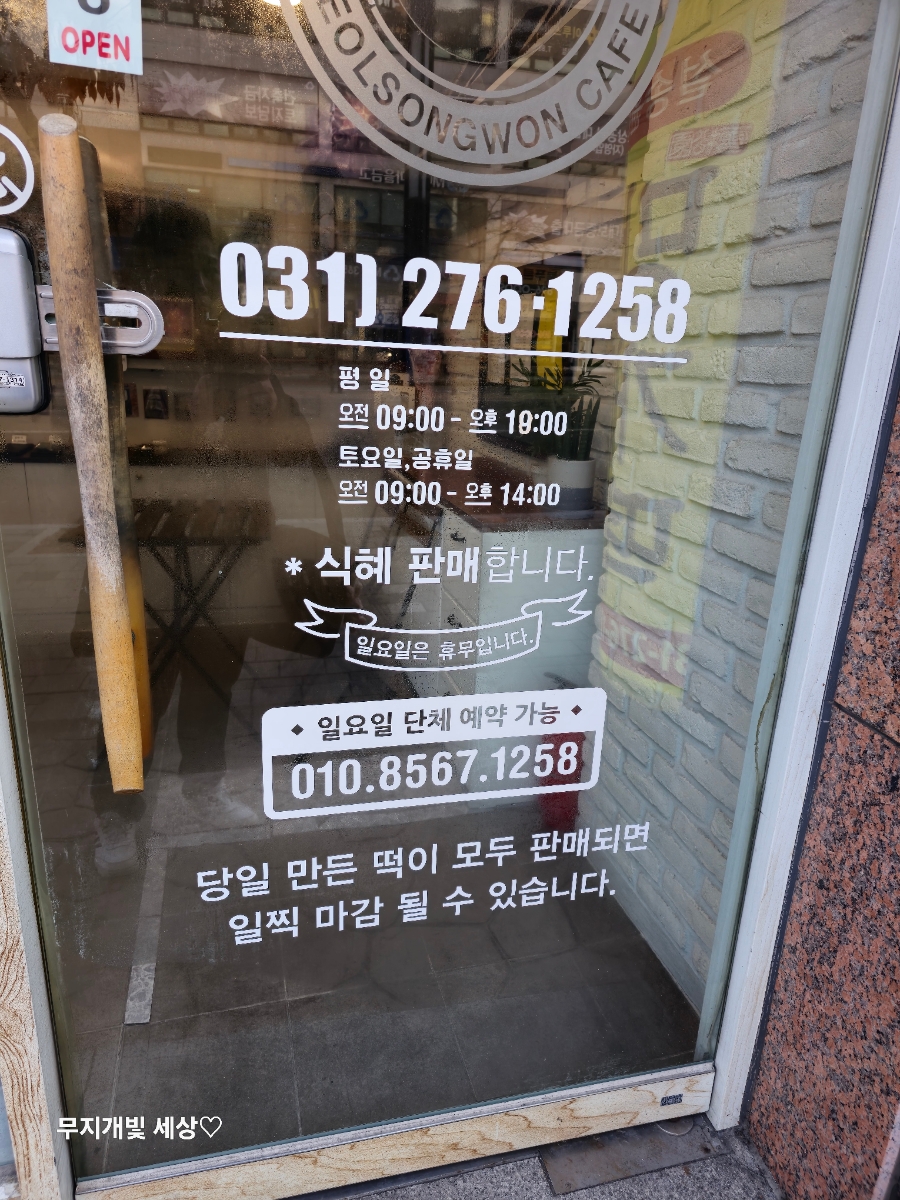 OPEN
EOLSONGWON CAFE
031) 276·1258
평 일
오전 09:00 - 오후 19:00
토요일,공휴일
오전 09:00 - 오후 14:00
* 식혜 판매합니다.
일요일은 휴무입니다.
◆ 일요일 단체 예약 가능 ◆
010.8567.1258
당일 만든 떡이 모두 판매되면
일찍 마감 될 수 있습니다.
무지개빛 세상♡